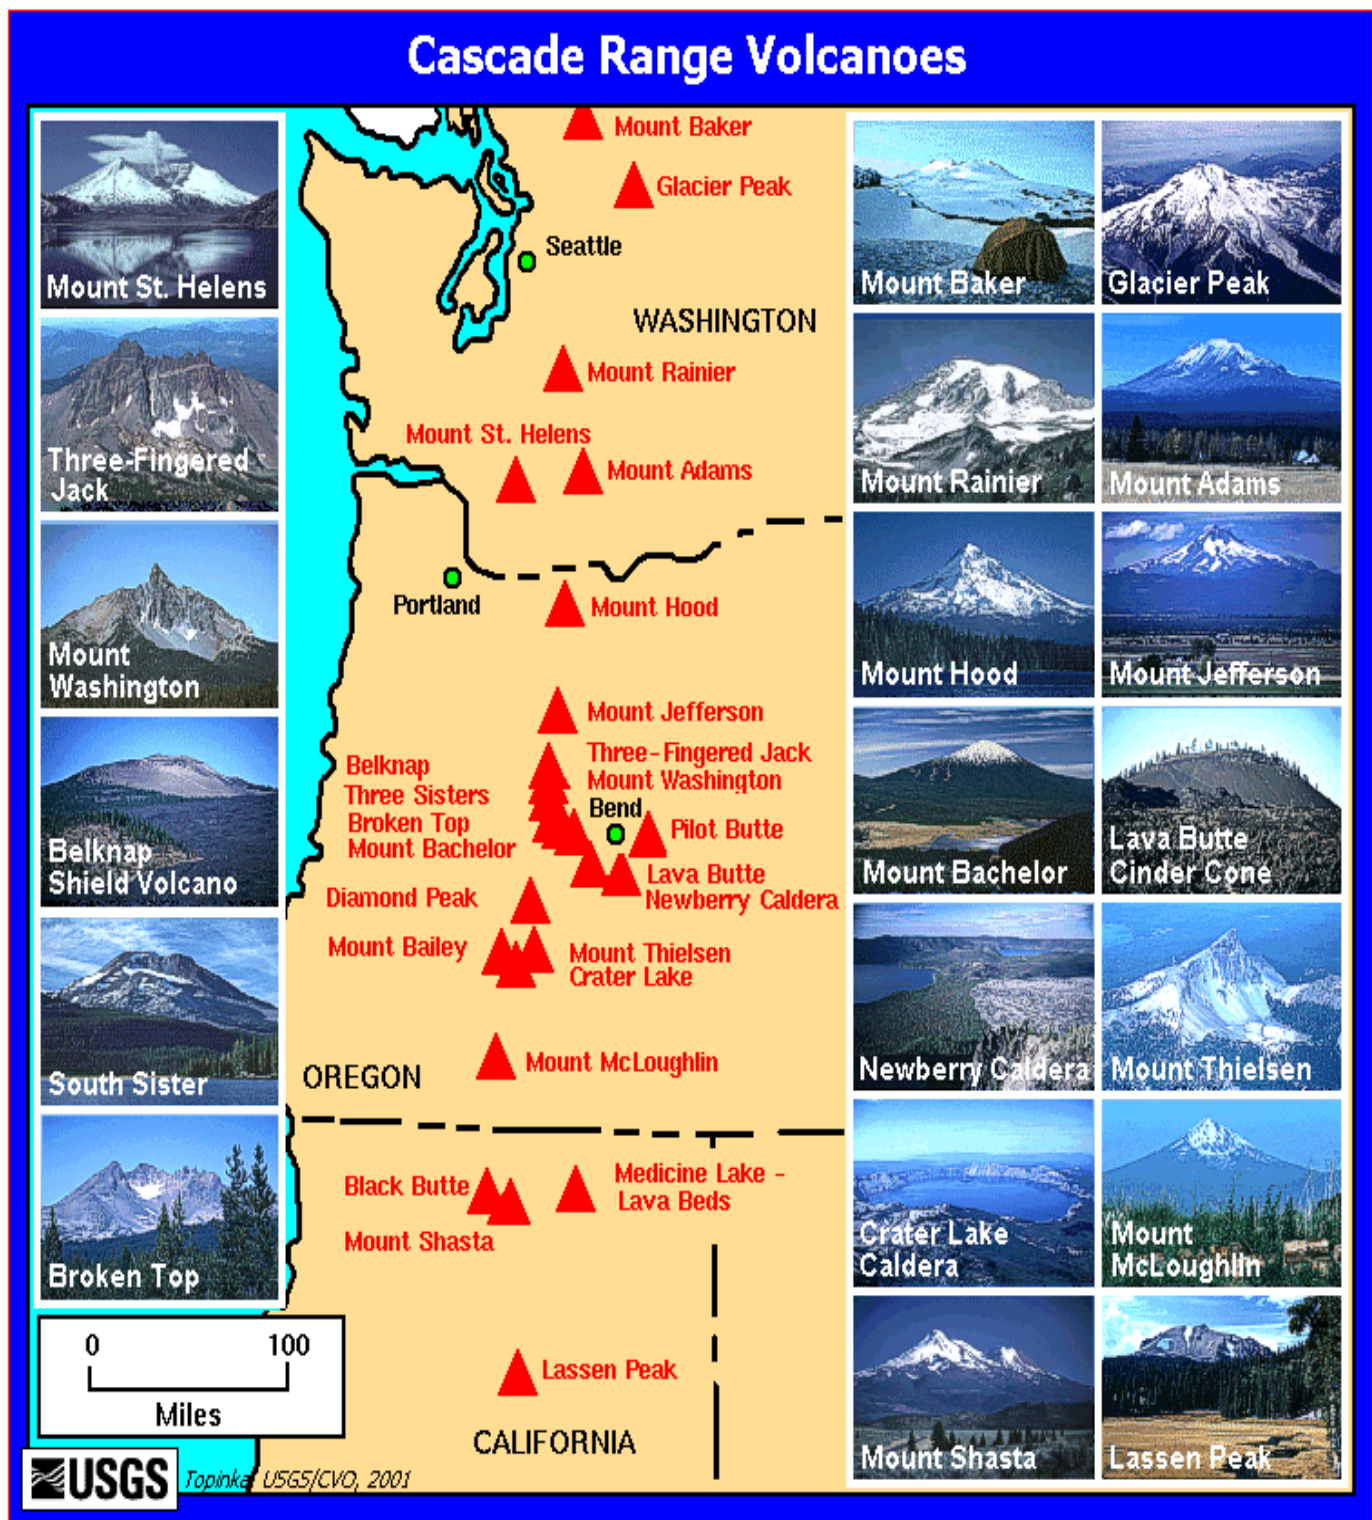 Cascade Range Volcanoes
Mount St. Helens
Three-Fingered
Jack
Mount
Washington
Belknap
Shield Volcano
South Sister
Broken Top
0 100
Miles
USGS
Topinka, USGS/CVO, 2001
Mount Baker
Glacier Peak
Seattle
WASHINGTON
Mount Rainier
Mount St. Helens
Mount Adams
Portland
Mount Hood
Mount Jefferson
Three-Fingered Jack
Mount Washington
Belknap
Three Sisters
Broken Top
Mount Bachelor
Bend
Pilot Butte
Lava Butte
Newberry Caldera
Diamond Peak
Mount Bailey
Mount Thielsen
Crater Lake
Mount McLoughlin
OREGON
Black Butte
Mount Shasta
Medicine Lake -
Lava Beds
Lassen Peak
CALIFORNIA
Mount Baker
Glacier Peak
Mount Rainier
Mount Adams
Mount Hood
Mount Jefferson
Mount Bachelor
Lava Butte
Cinder Cone
Newberry Caldera
Mount Thielsen
Crater Lake
Caldera
Mount
McLoughlin
Mount Shasta
Lassen Peak